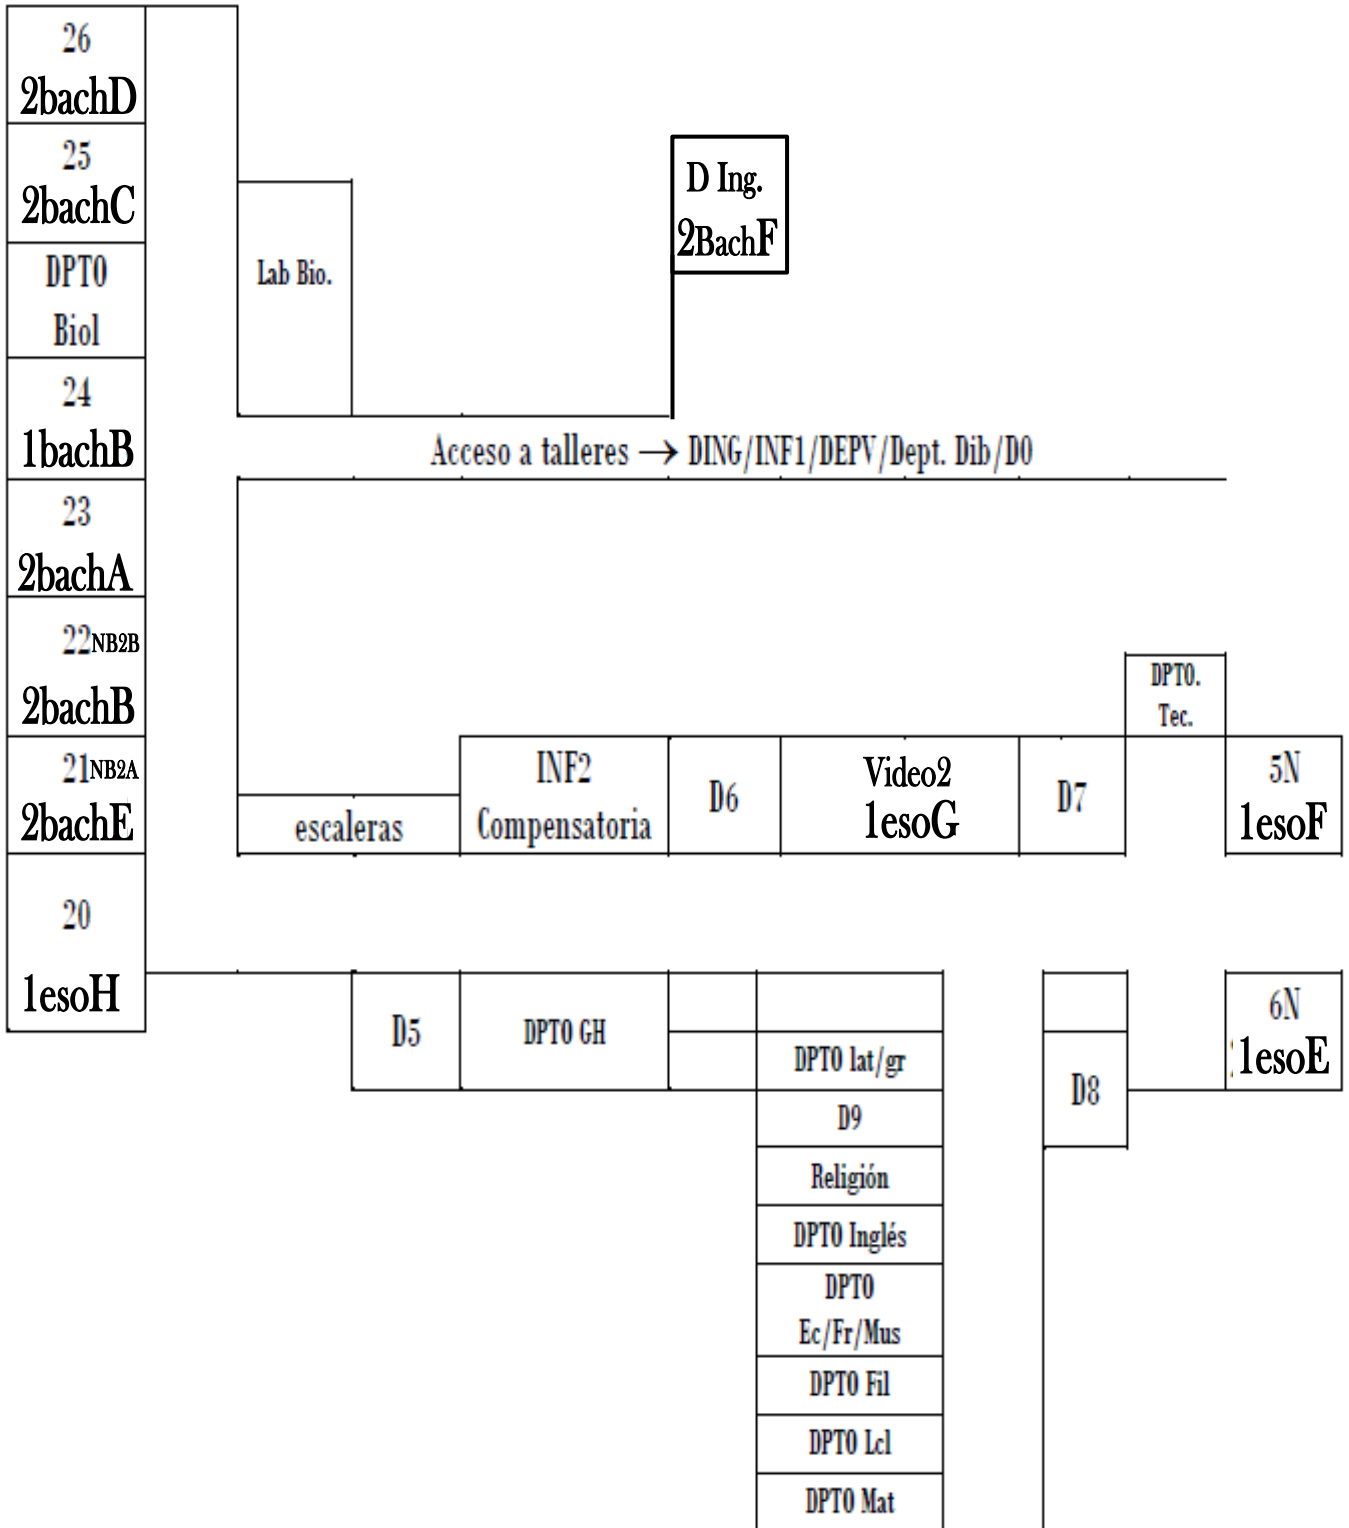 26
2bachD
25
2bachC
DPTO
Biol
24
1bachB
23
2bachA
22NB2B
2bachB
21NB2A
2bachE
20
1esoH
Lab Bio.
D Ing.
2BachF
Acceso a talleres → DING/INF1/DEPV/Dept. Dib/D0
escaleras
INF2
Compensatoria
D6
Video2
1esoG
D7
DPTO.
Tec.
5N
1esoF
D5
DPTO GH
DPTO lat/gr
D9
Religión
DPTO Inglés
DPTO
Ec/Fr/Mus
DPTO Fil
DPTO Lcl
DPTO Mat
D8
6N
1esoE